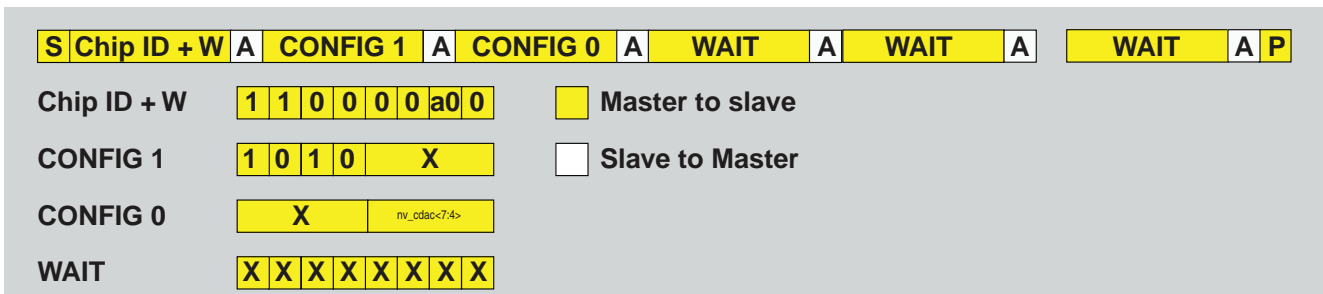 S Chip ID + W A CONFIG 1 A CONFIG 0 A WAIT A WAIT A WAIT A P
Chip ID + W 1 1 0 0 0 0 a0 0 Master to slave
CONFIG 1 1 0 1 0 X Slave to Master
CONFIG 0 X nv_cdac<7:4>
WAIT X X X X X X X X